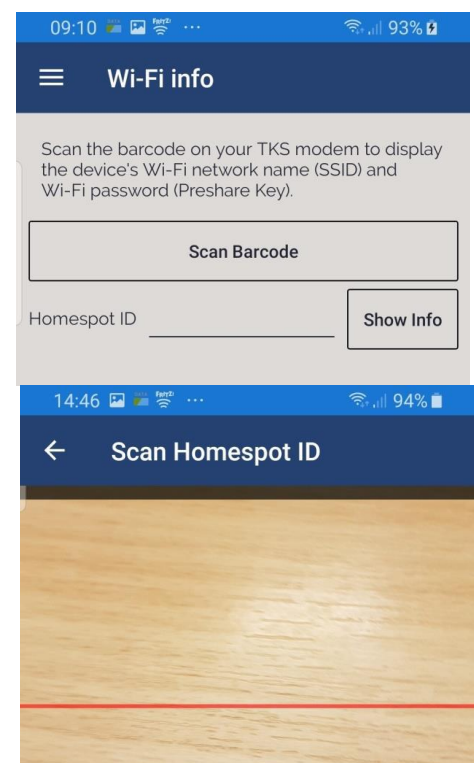 09:10 ...
93%
Wi-Fi info
Scan the barcode on your TKS modem to display
the device's Wi-Fi network name (SSID) and
Wi-Fi password (Preshare Key).
Scan Barcode
Homespot ID
Show Info
14:46 ...
94%
Scan Homespot ID